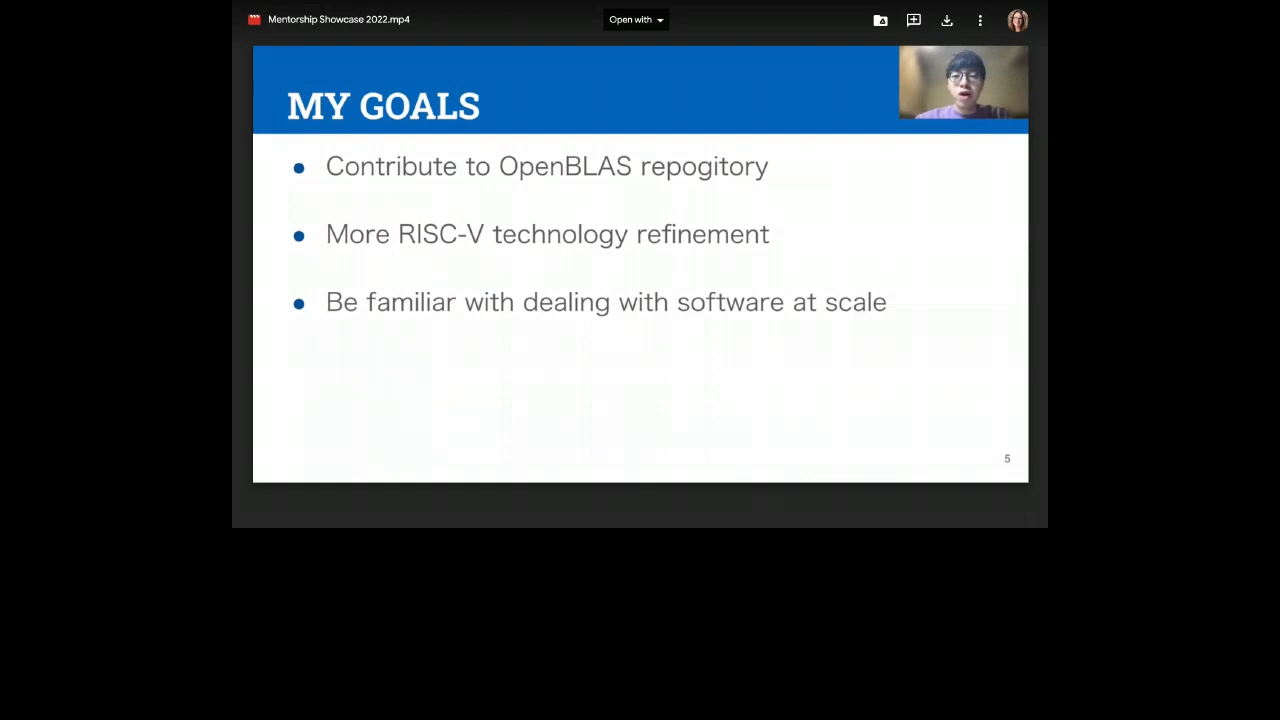 Mentorship Showcase 2022.mp4
Open with
MY GOALS
Contribute to OpenBLAS repogitory
More RISC-V technology refinement
Be familiar with dealing with software at scale
5